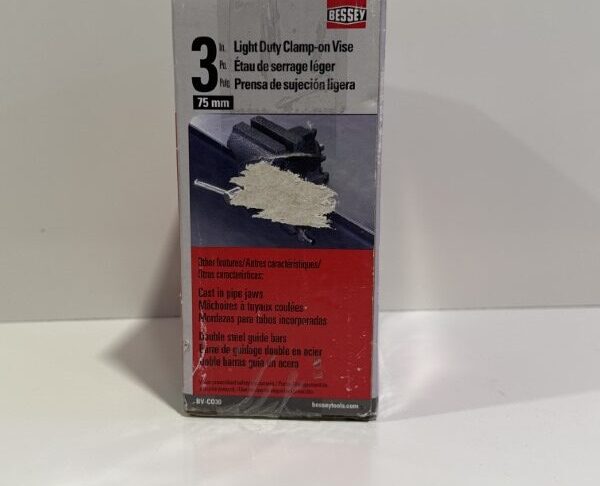 BESSEY
3 In. Light Duty Clamp-on Vise
Po. Étau de serrage léger
Pulg. Prensa de sujeción ligera
75 mm
Other features/Autres caractéristiques/
Otras características:
Cast in pipe jaws
Mâchoires à tuyaux coulées
Mordezas para tubos incorporadas
Double steel guide bars
Barre de guidage double en acier
doble barras guia en acero
BV-CO30
besseytools.com